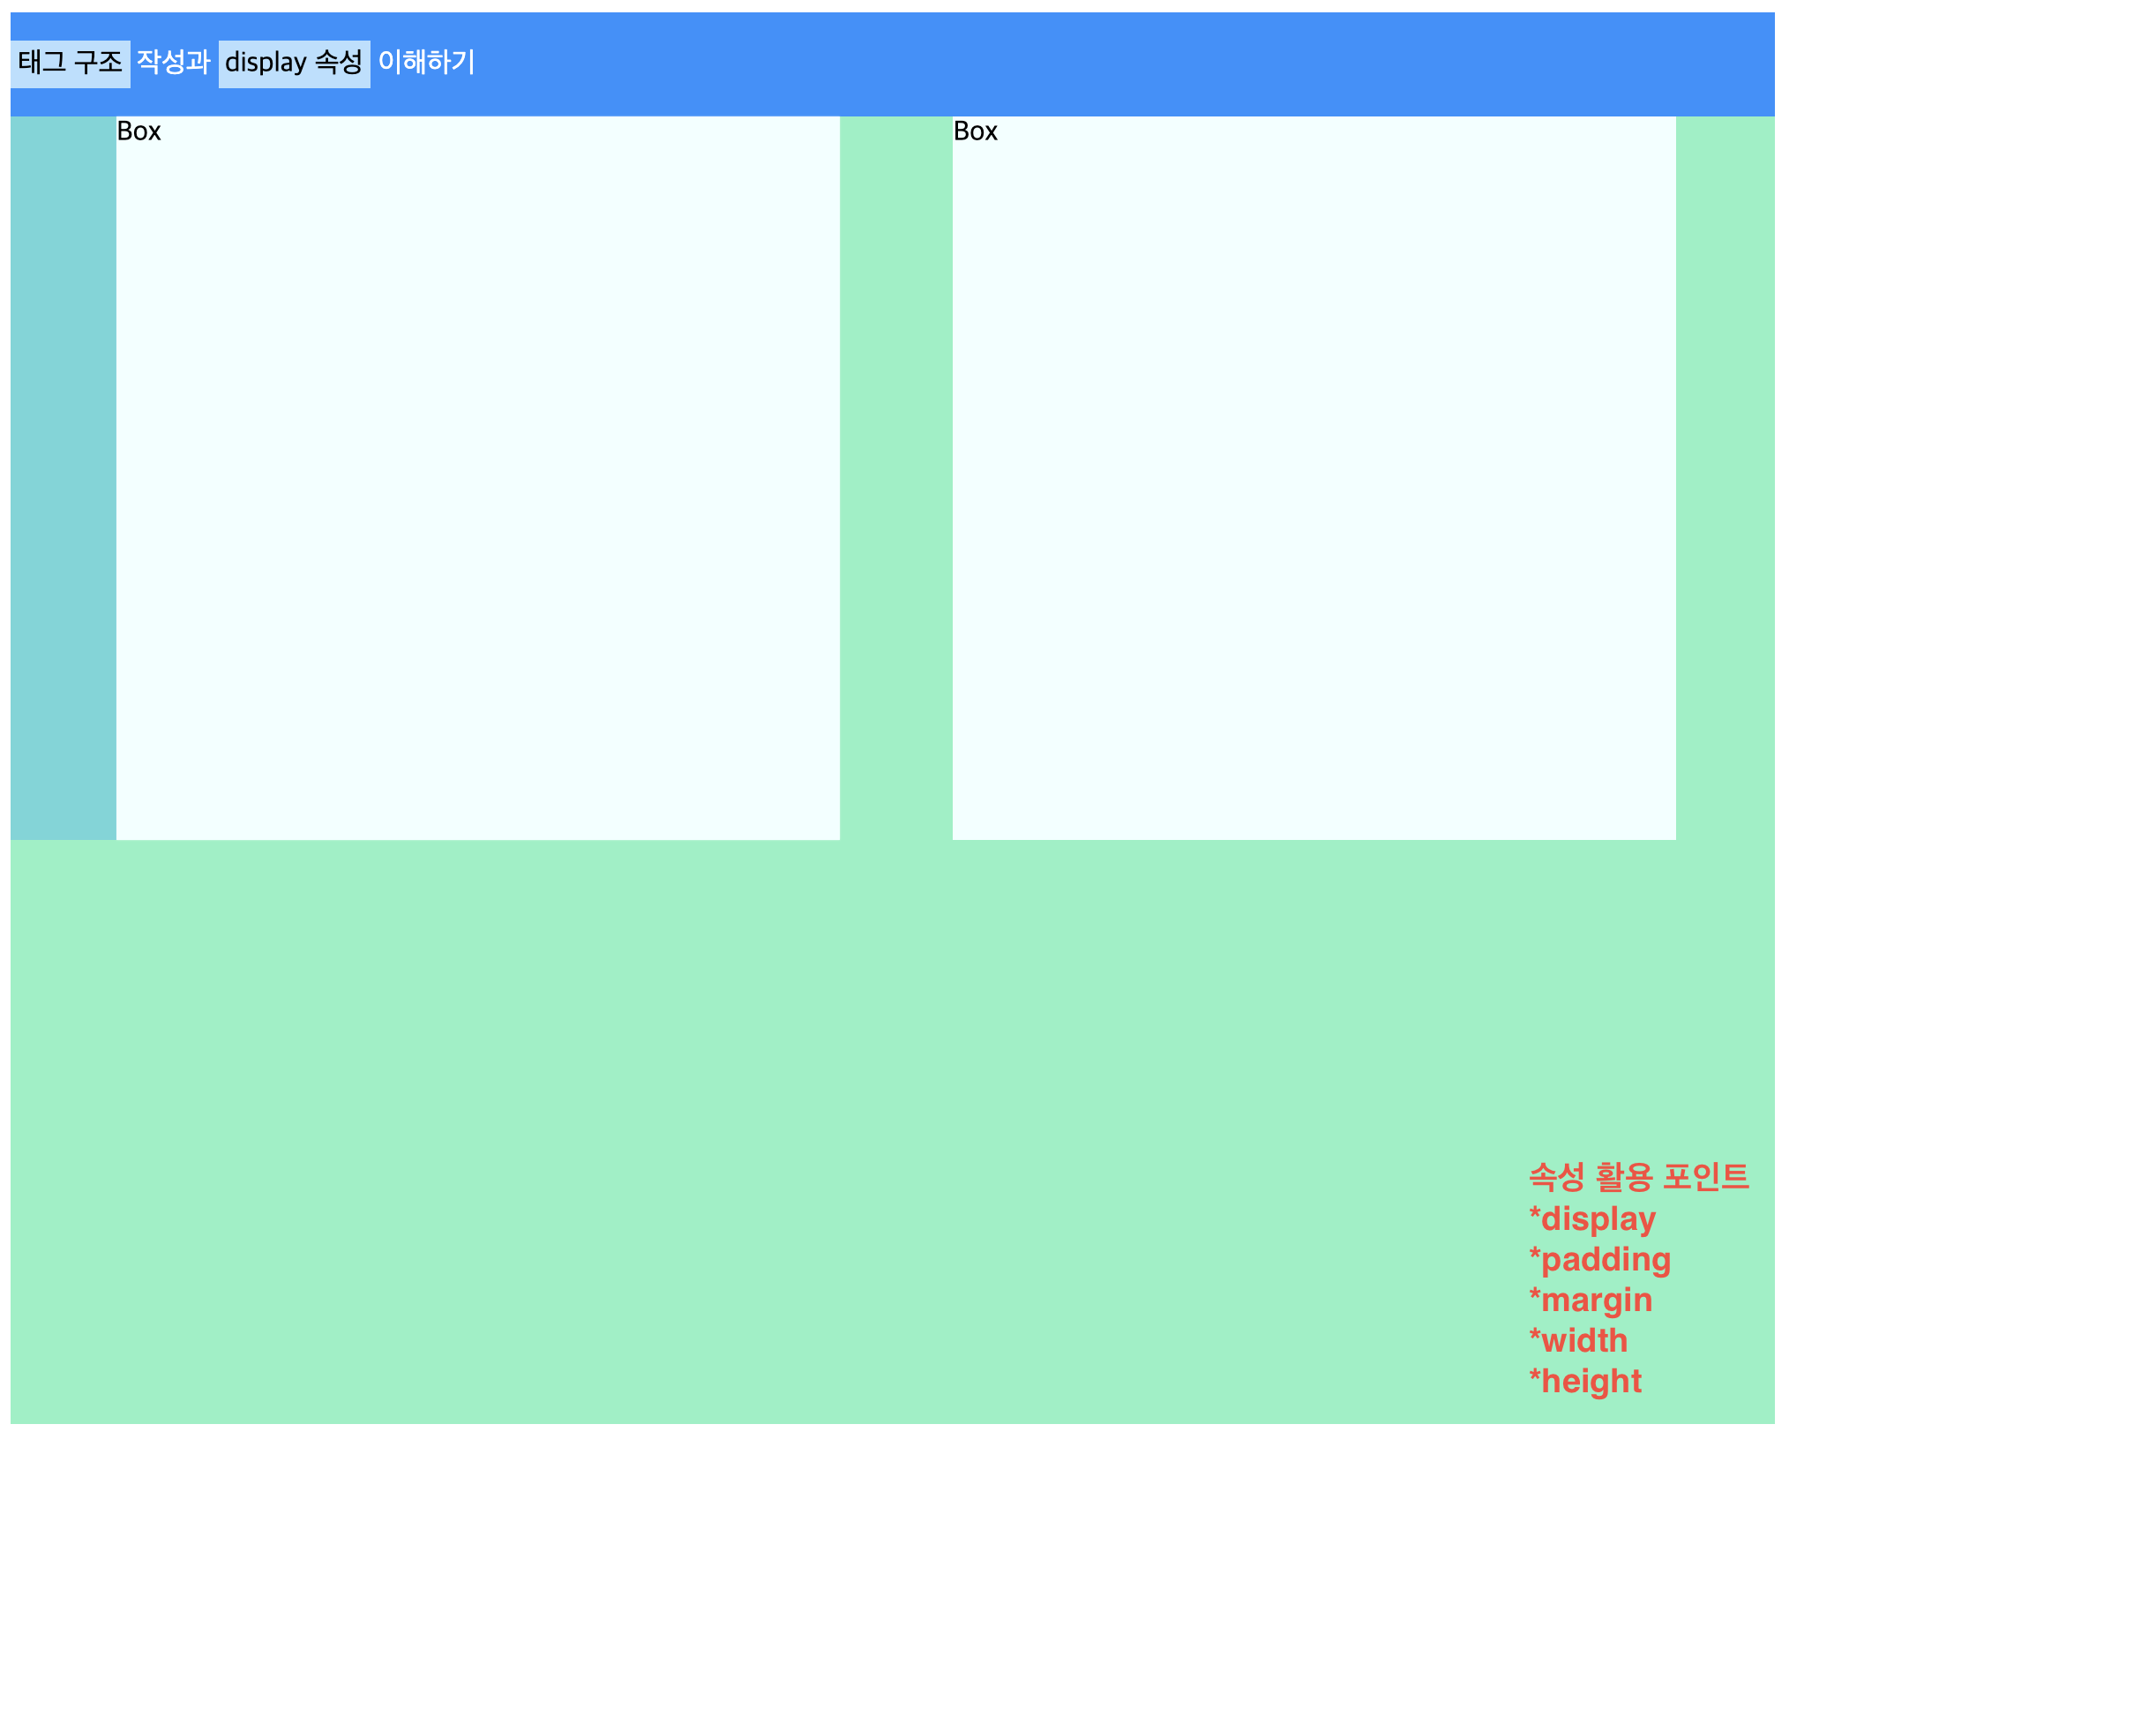 태그 구조 작성과 display 속성 이해하기
Box
Box
속성 활용 포인트
*display
*padding
*margin
*width
*height